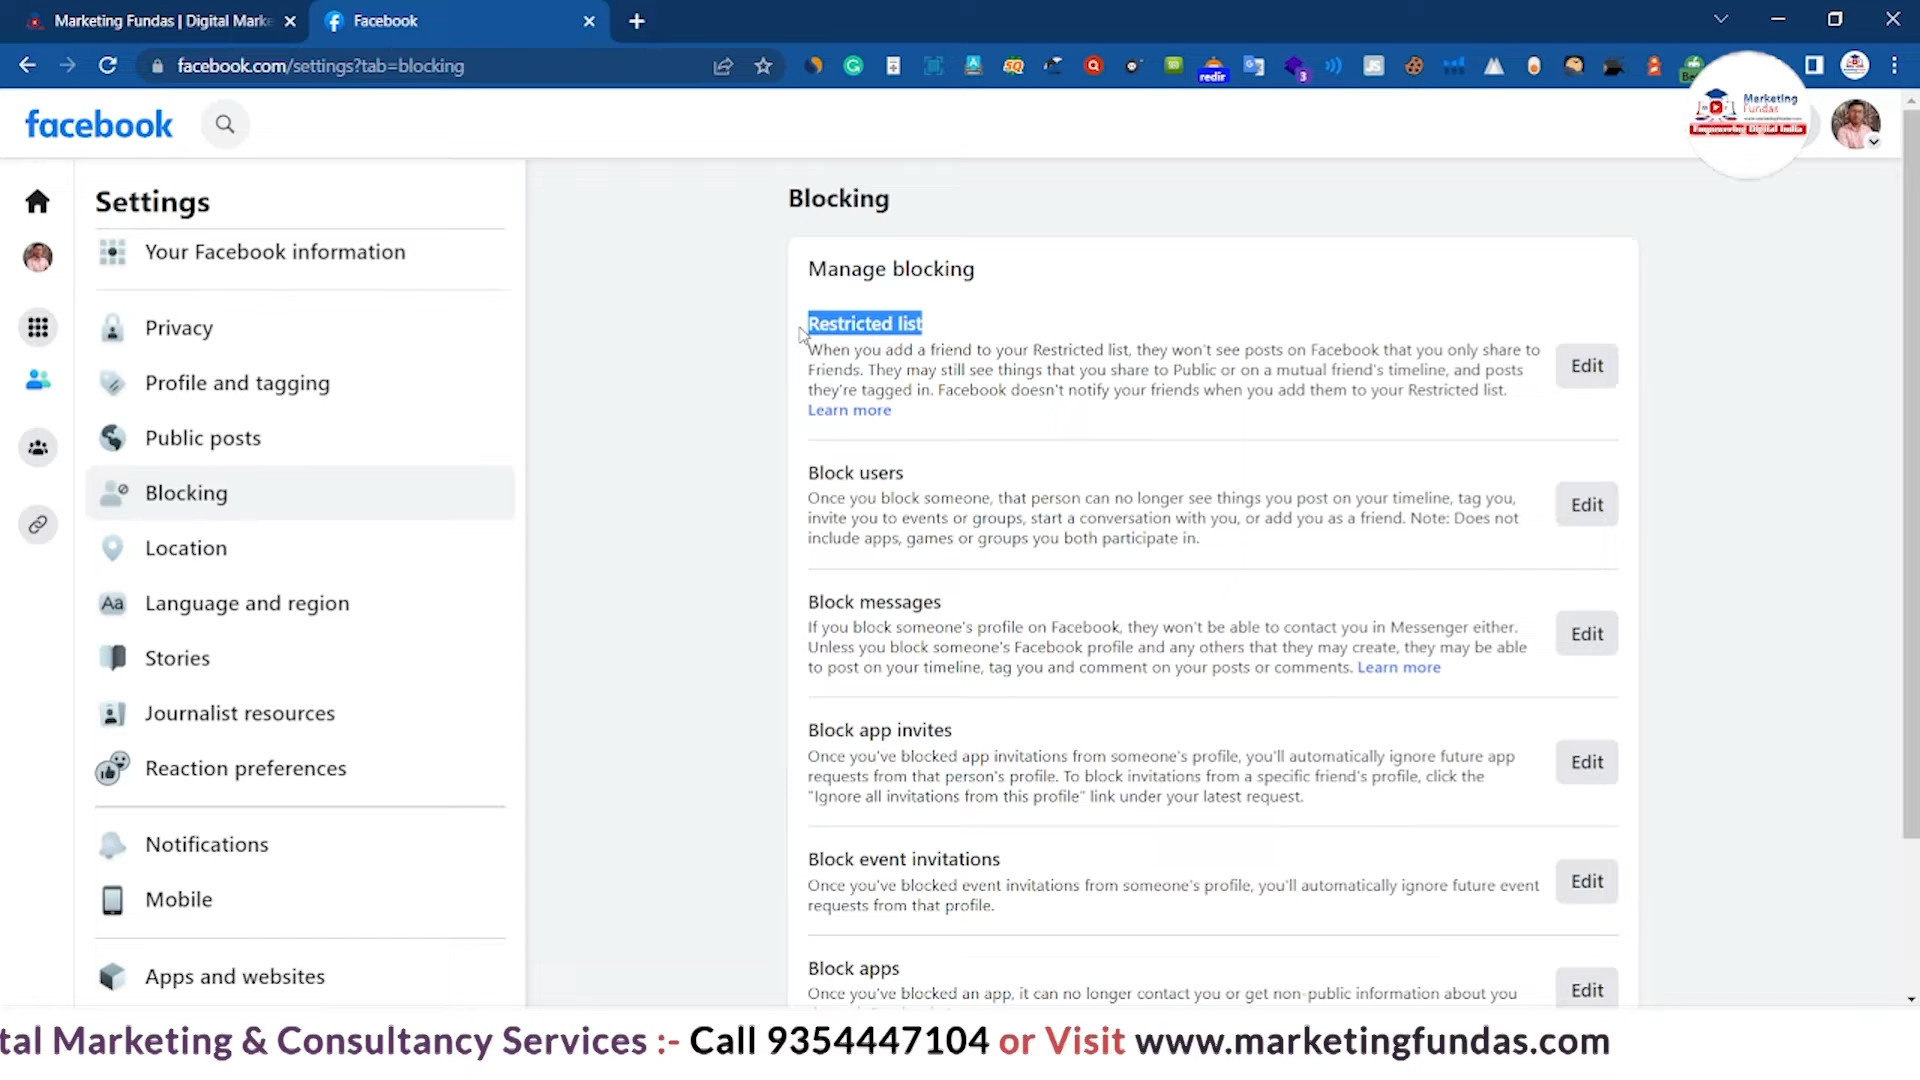 Marketing Fundas | Digital Marke
Facebook
facebook.com/settings?tab=blocking
redir
3
JS
facebook
Marketing
Fundas
Empowering Digital India
Settings
Your Facebook information
Privacy
Profile and tagging
Public posts
Blocking
Location
Language and region
Stories
Journalist resources
Reaction preferences
Notifications
Mobile
Apps and websites
Blocking
Manage blocking
Restricted list
When you add a friend to your Restricted list, they won't see posts on Facebook that you only share to
Friends. They may still see things that you share to Public or on a mutual friend's timeline, and posts
they're tagged in. Facebook doesn't notify your friends when you add them to your Restricted list.
Learn more
Edit
Block users
Once you block someone, that person can no longer see things you post on your timeline, tag you,
invite you to events or groups, start a conversation with you, or add you as a friend. Note: Does not
include apps, games or groups you both participate in.
Edit
Block messages
If you block someone's profile on Facebook, they won't be able to contact you in Messenger either.
Unless you block someone's Facebook profile and any others that they may create, they may be able
to post on your timeline, tag you and comment on your posts or comments. Learn more
Edit
Block app invites
Once you've blocked app invitations from someone's profile, you'll automatically ignore future app
requests from that person's profile. To block invitations from a specific friend's profile, click the
"Ignore all invitations from this profile" link under your latest request.
Edit
Block event invitations
Once you've blocked event invitations from someone's profile, you'll automatically ignore future event
requests from that profile.
Edit
Block apps
Once you've blocked an app, it can no longer contact you or get non-public information about you
Edit
tal Marketing & Consultancy Services :- Call 9354447104 or Visit www.marketingfundas.com